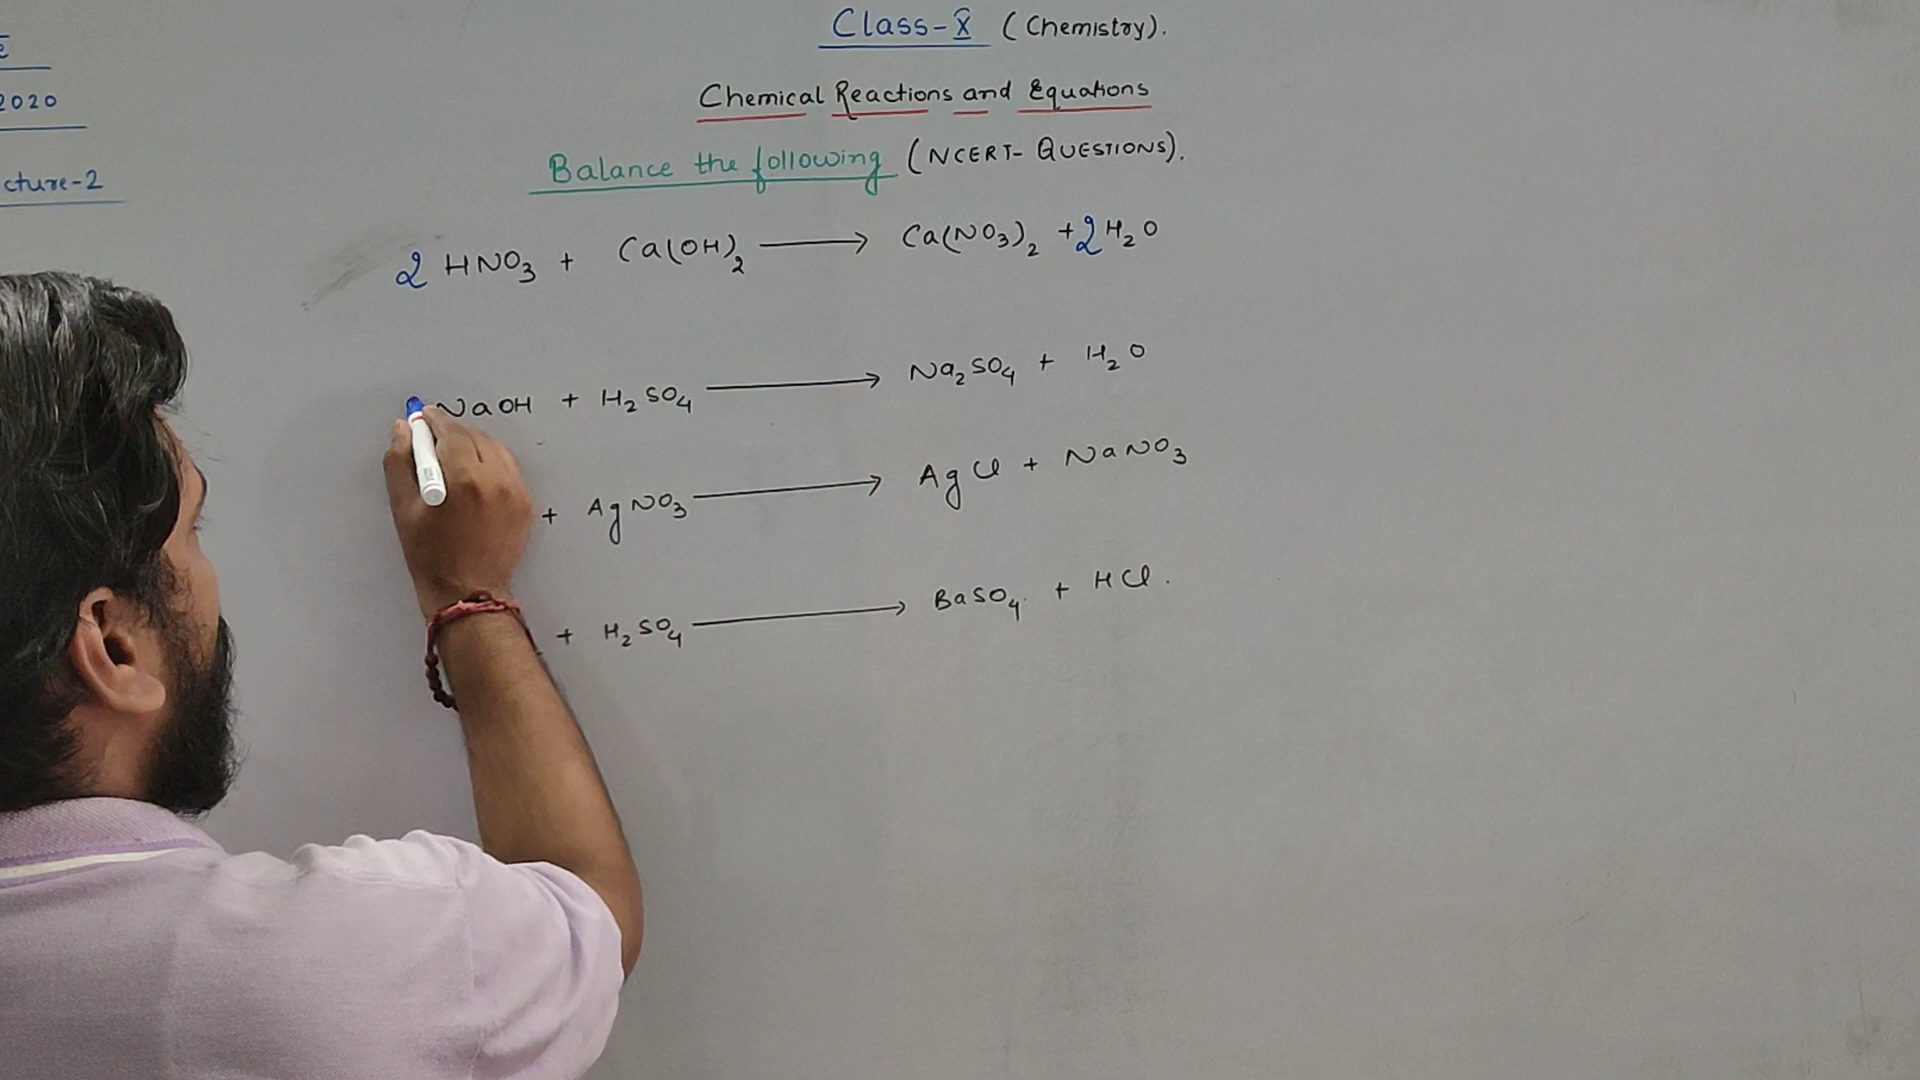 Class-X (Chemistry).
2020
Chemical Reactions and Equations
Balance the following (NCERT- QUESTIONS).
cture-2
2 HNO3 + Ca(OH)2 ⟶ Ca(NO3)2 + 2 H2O
NaOH + H2SO4 ⟶ Na2SO4 + H2O
+ AgNO3 ⟶ AgCl + NaNO3
+ H2SO4 ⟶ BaSO4 + HCl.